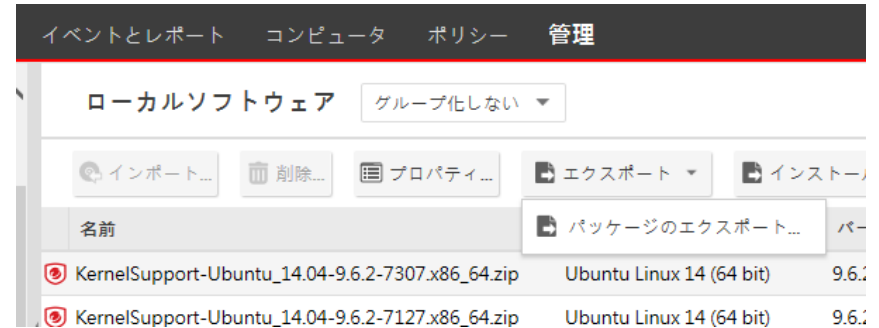 イベントとレポート コンピュータ ポリシー 管理
ローカルソフトウェア グループ化しない
インポート... 削除... プロパティ... エクスポート インストール
パッケージのエクスポート...
名前 バー
KernelSupport-Ubuntu_14.04-9.6.2-7307.x86_64.zip Ubuntu Linux 14 (64 bit) 9.6.2
KernelSupport-Ubuntu_14.04-9.6.2-7127.x86_64.zip Ubuntu Linux 14 (64 bit) 9.6.2